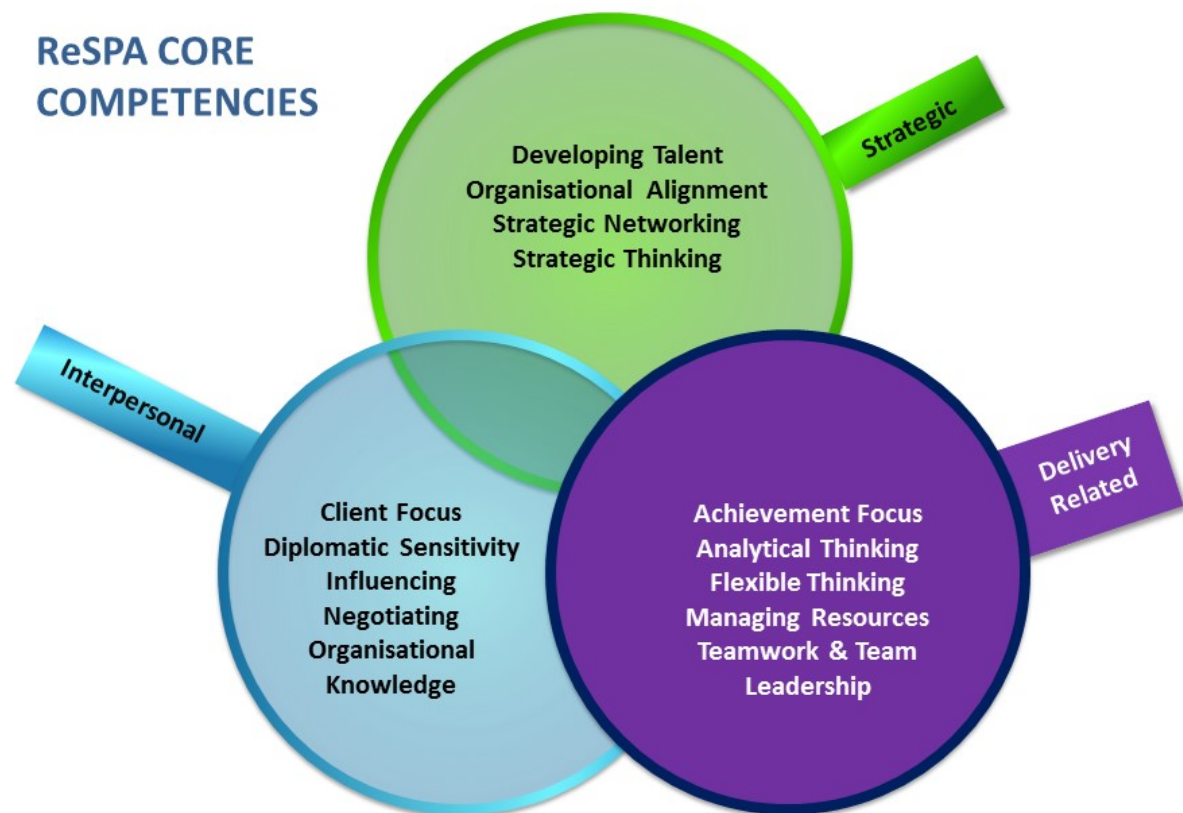 ReSPA CORE
COMPETENCIES
Strategic
Developing Talent
Organisational Alignment
Strategic Networking
Strategic Thinking
Interpersonal
Client Focus
Diplomatic Sensitivity
Influencing
Negotiating
Organisational
Knowledge
Delivery
Related
Achievement Focus
Analytical Thinking
Flexible Thinking
Managing Resources
Teamwork & Team
Leadership